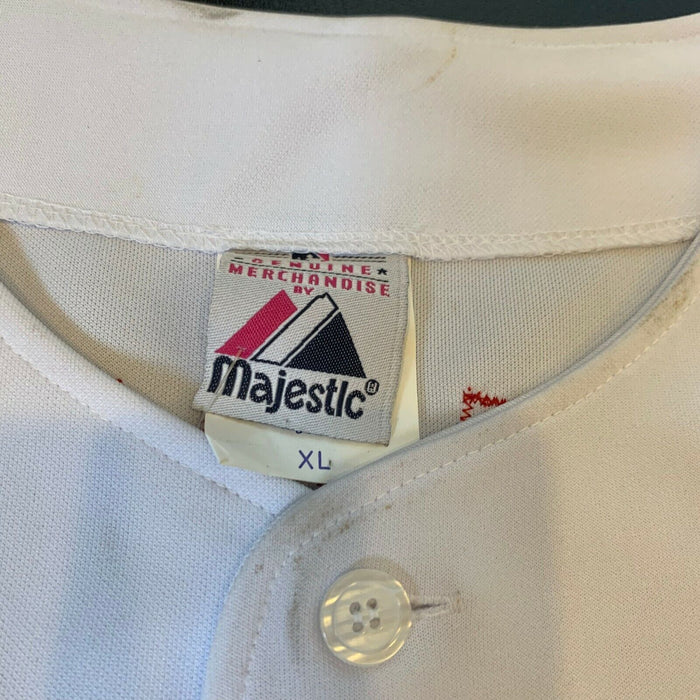 GENUINE
MERCHANDISE
BY
Majestic®
XL